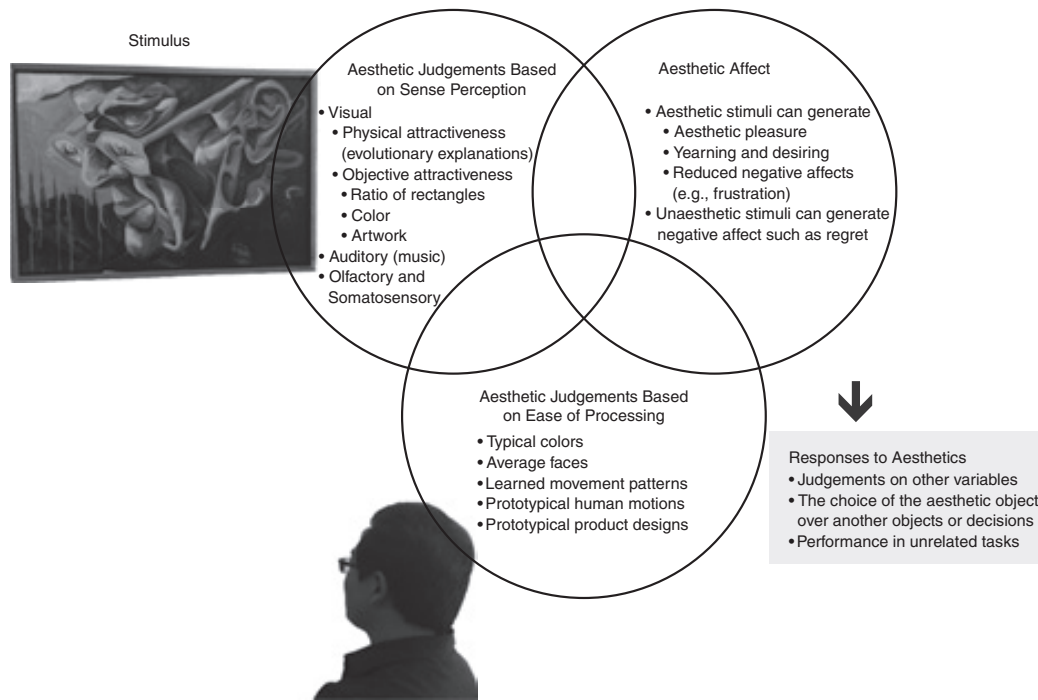 Stimulus
Aesthetic Judgements Based
on Sense Perception
• Visual
• Physical attractiveness
(evolutionary explanations)
• Objective attractiveness
• Ratio of rectangles
• Color
• Artwork
• Auditory (music)
• Olfactory and
Somatosensory
Aesthetic Affect
• Aesthetic stimuli can generate
• Aesthetic pleasure
• Yearning and desiring
• Reduced negative affects
(e.g., frustration)
• Unaesthetic stimuli can generate
negative affect such as regret
Aesthetic Judgements Based
on Ease of Processing
• Typical colors
• Average faces
• Learned movement patterns
• Prototypical human motions
• Prototypical product designs
Responses to Aesthetics
• Judgements on other variables
• The choice of the aesthetic object
over another objects or decisions
• Performance in unrelated tasks